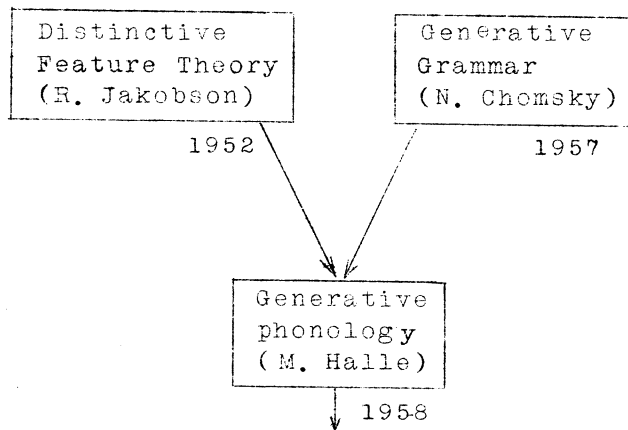 Distinctive
Feature Theory
(R. Jakobson)
1952
Generative
Grammar
(N. Chomsky)
1957
Generative
phonology
(M. Halle)
1958